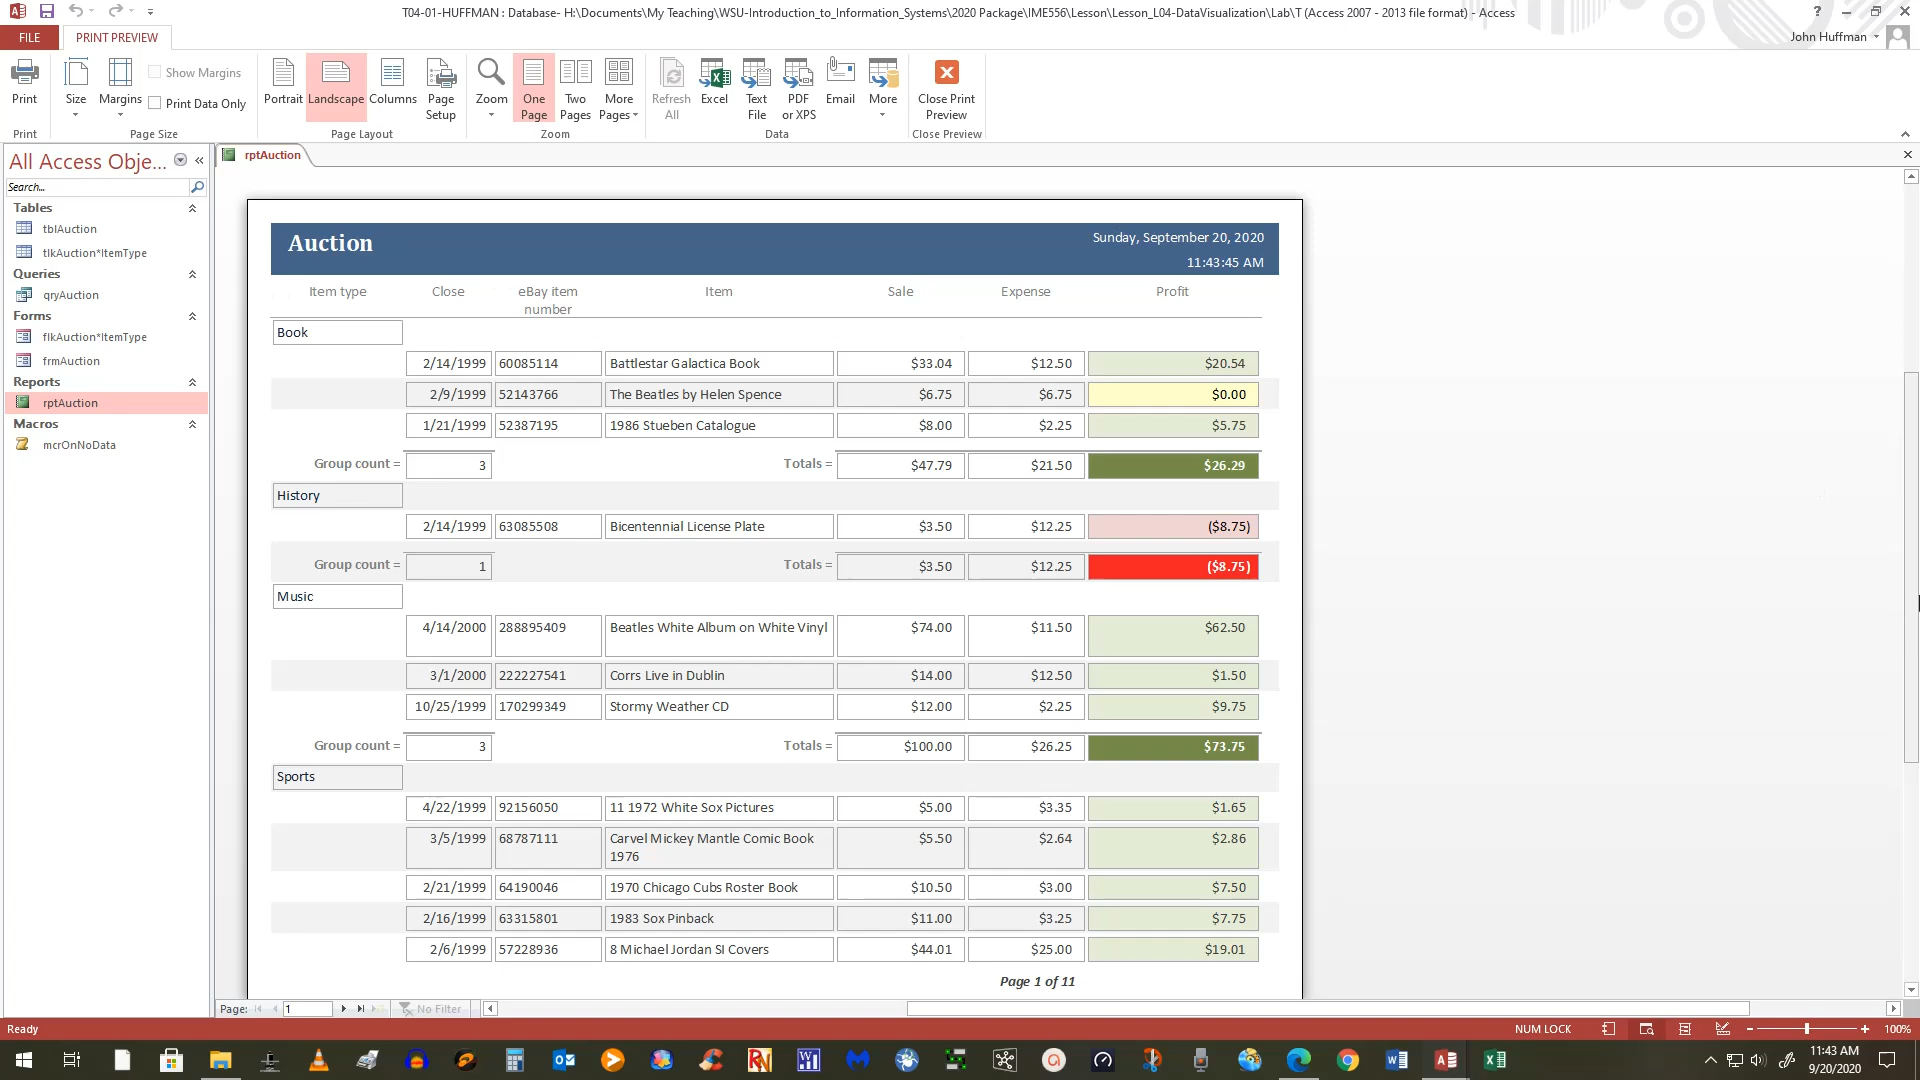 T04-01-HUFFMAN : Database- H:\Documents\My Teaching\WSU-Introduction_to_Information_Systems\2020 Package\IME556\Lesson\Lesson_L04-DataVisualization\Lab\T (Access 2007 - 2013 file format) - Access
FILE PRINT PREVIEW John Huffman
Print Size Margins Show Margins Print Data Only Portrait Landscape Columns Page Setup Zoom One Page Two Pages More Pages Refresh All Excel Text File PDF or XPS Email More Close Print Preview
Print Page Size Page Layout Zoom Data Close Preview
All Access Obje...
Search...
Tables
tblAuction
tlkAuction*ItemType
Queries
qryAuction
Forms
flkAuction*ItemType
frmAuction
Reports
rptAuction
Macros
mcrOnNoData
rptAuction
Auction Sunday, September 20, 2020
11:43:45 AM
Item type Close eBay item number Item Sale Expense Profit
Book
2/14/1999 60085114 Battlestar Galactica Book $33.04 $12.50 $20.54
2/9/1999 52143766 The Beatles by Helen Spence $6.75 $6.75 $0.00
1/21/1999 52387195 1986 Stueben Catalogue $8.00 $2.25 $5.75
Group count = 3 Totals = $47.79 $21.50 $26.29
History
2/14/1999 63085508 Bicentennial License Plate $3.50 $12.25 ($8.75)
Group count = 1 Totals = $3.50 $12.25 ($8.75)
Music
4/14/2000 288895409 Beatles White Album on White Vinyl $74.00 $11.50 $62.50
3/1/2000 222227541 Corrs Live in Dublin $14.00 $12.50 $1.50
10/25/1999 170299349 Stormy Weather CD $12.00 $2.25 $9.75
Group count = 3 Totals = $100.00 $26.25 $73.75
Sports
4/22/1999 92156050 11 1972 White Sox Pictures $5.00 $3.35 $1.65
3/5/1999 68787111 Carvel Mickey Mantle Comic Book 1976 $5.50 $2.64 $2.86
2/21/1999 64190046 1970 Chicago Cubs Roster Book $10.50 $3.00 $7.50
2/16/1999 63315801 1983 Sox Pinback $11.00 $3.25 $7.75
2/6/1999 57228936 8 Michael Jordan SI Covers $44.01 $25.00 $19.01
Page 1 of 11
Page: 1 No Filter
Ready NUM LOCK 100%
11:43 AM
9/20/2020